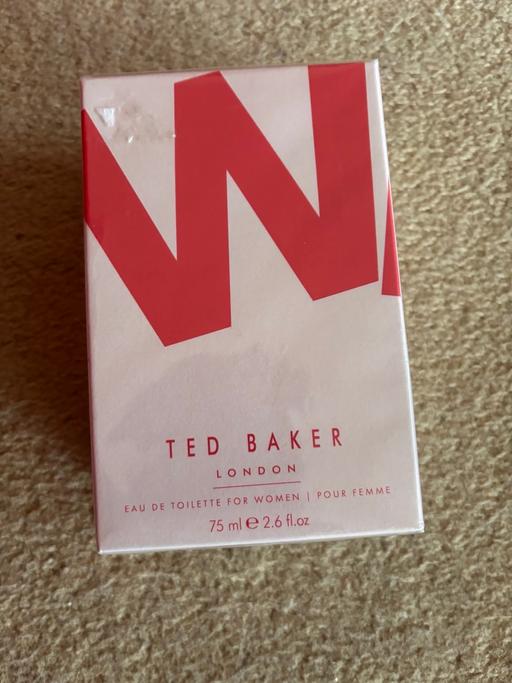 W
TED BAKER
LONDON
EAU DE TOILETTE FOR WOMEN | POUR FEMME
75 ml ℮ 2.6 fl.oz